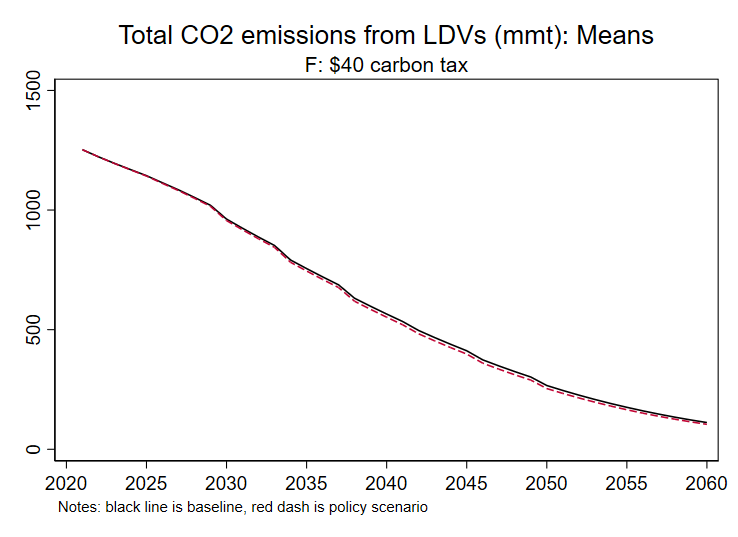 Total CO2 emissions from LDVs (mmt): Means
F: $40 carbon tax
1500
1000
500
0
2020 2025 2030 2035 2040 2045 2050 2055 2060
Notes: black line is baseline, red dash is policy scenario